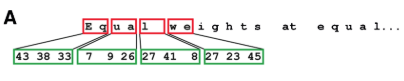 A
Equal weights at equal...
43 38 33 7 9 26 27 41 8 27 23 45